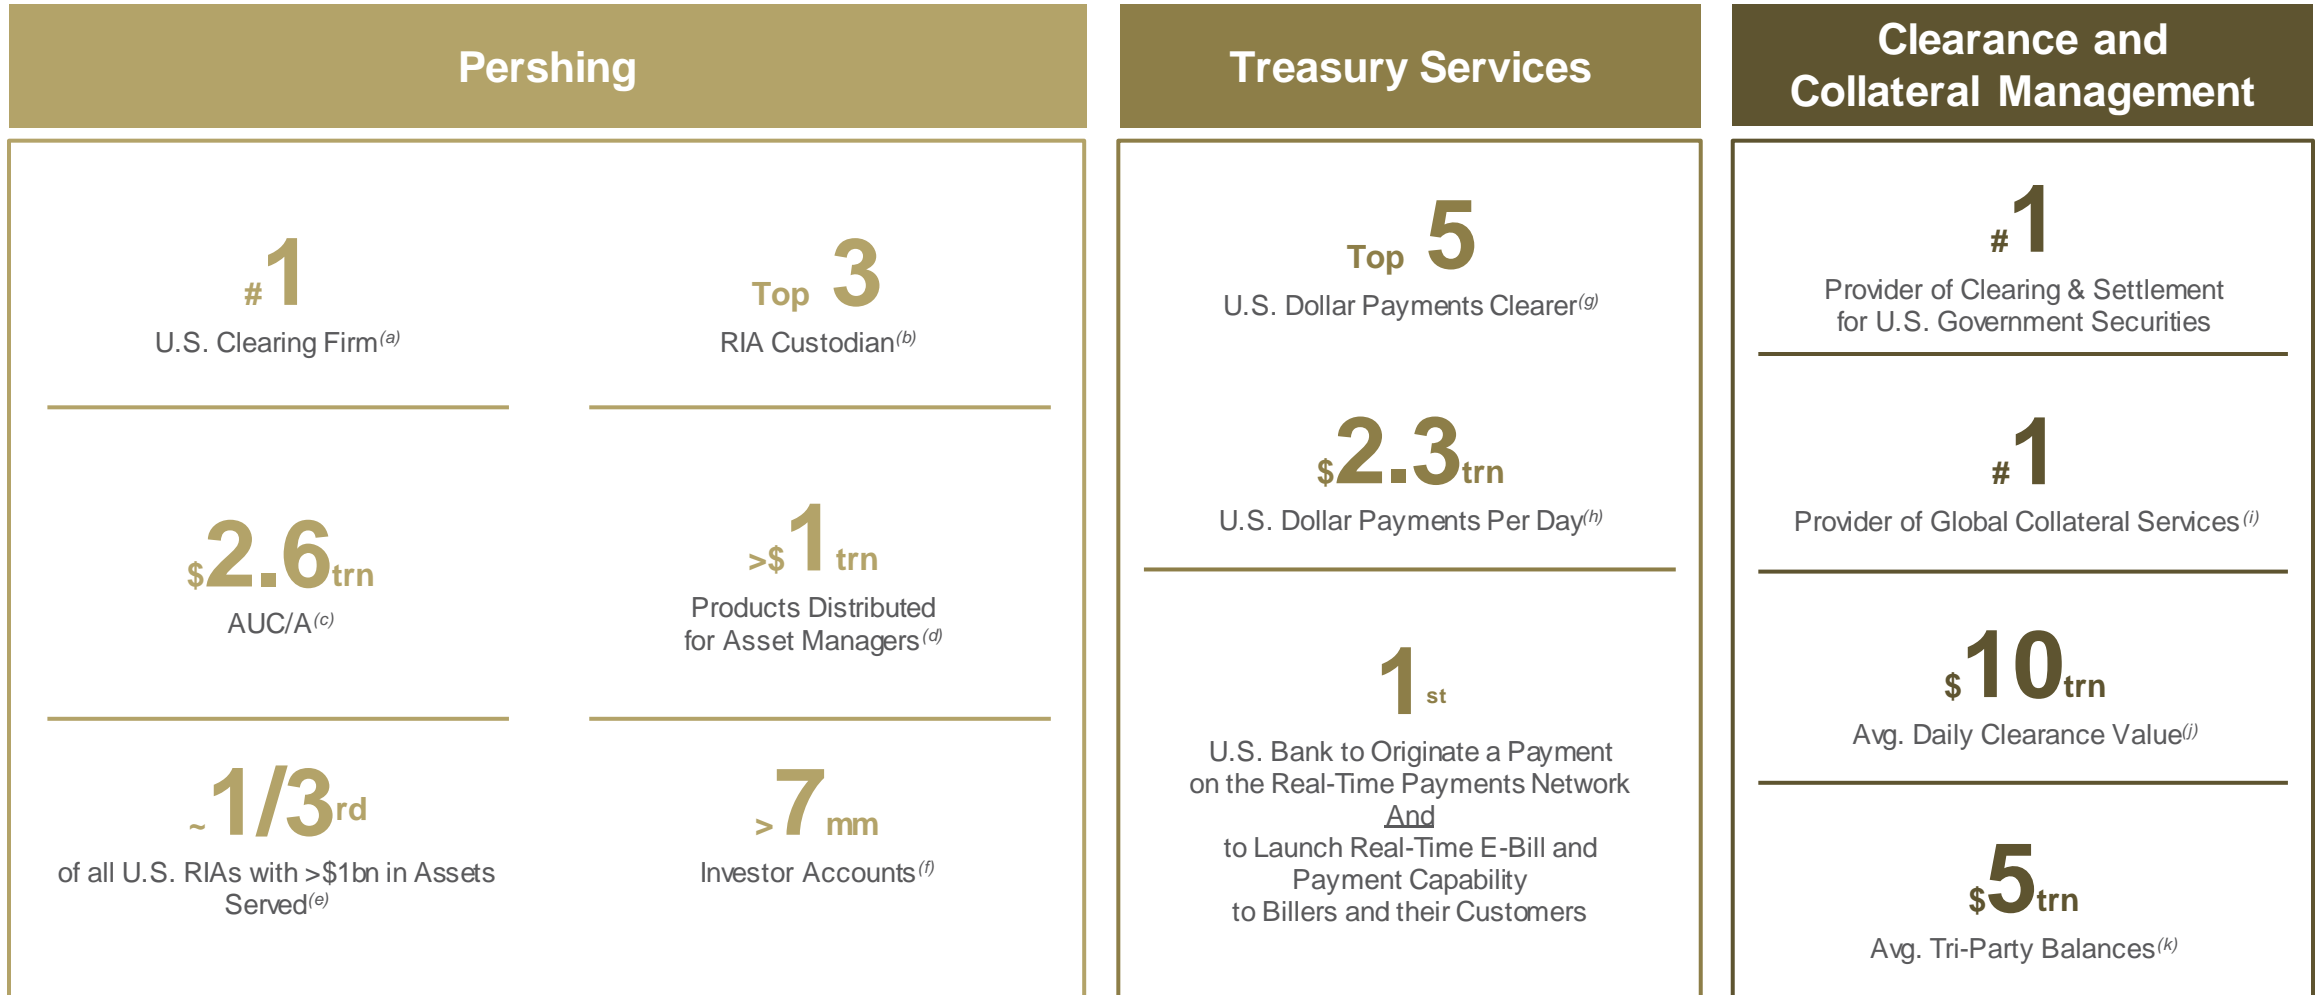 Pershing
#1
U.S. Clearing Firm(a)
Top 3
RIA Custodian(b)
$2.6trn
AUC/A(c)
>$1trn
Products Distributed
for Asset Managers(d)
~1/3rd
of all U.S. RIAs with >$1bn in Assets
Served(e)
>7mm
Investor Accounts(f)
Treasury Services
Top 5
U.S. Dollar Payments Clearer(g)
$2.3trn
U.S. Dollar Payments Per Day(h)
1st
U.S. Bank to Originate a Payment
on the Real-Time Payments Network
And
to Launch Real-Time E-Bill and
Payment Capability
to Billers and their Customers
Clearance and
Collateral Management
#1
Provider of Clearing & Settlement
for U.S. Government Securities
#1
Provider of Global Collateral Services(i)
$10trn
Avg. Daily Clearance Value(j)
$5trn
Avg. Tri-Party Balances(k)